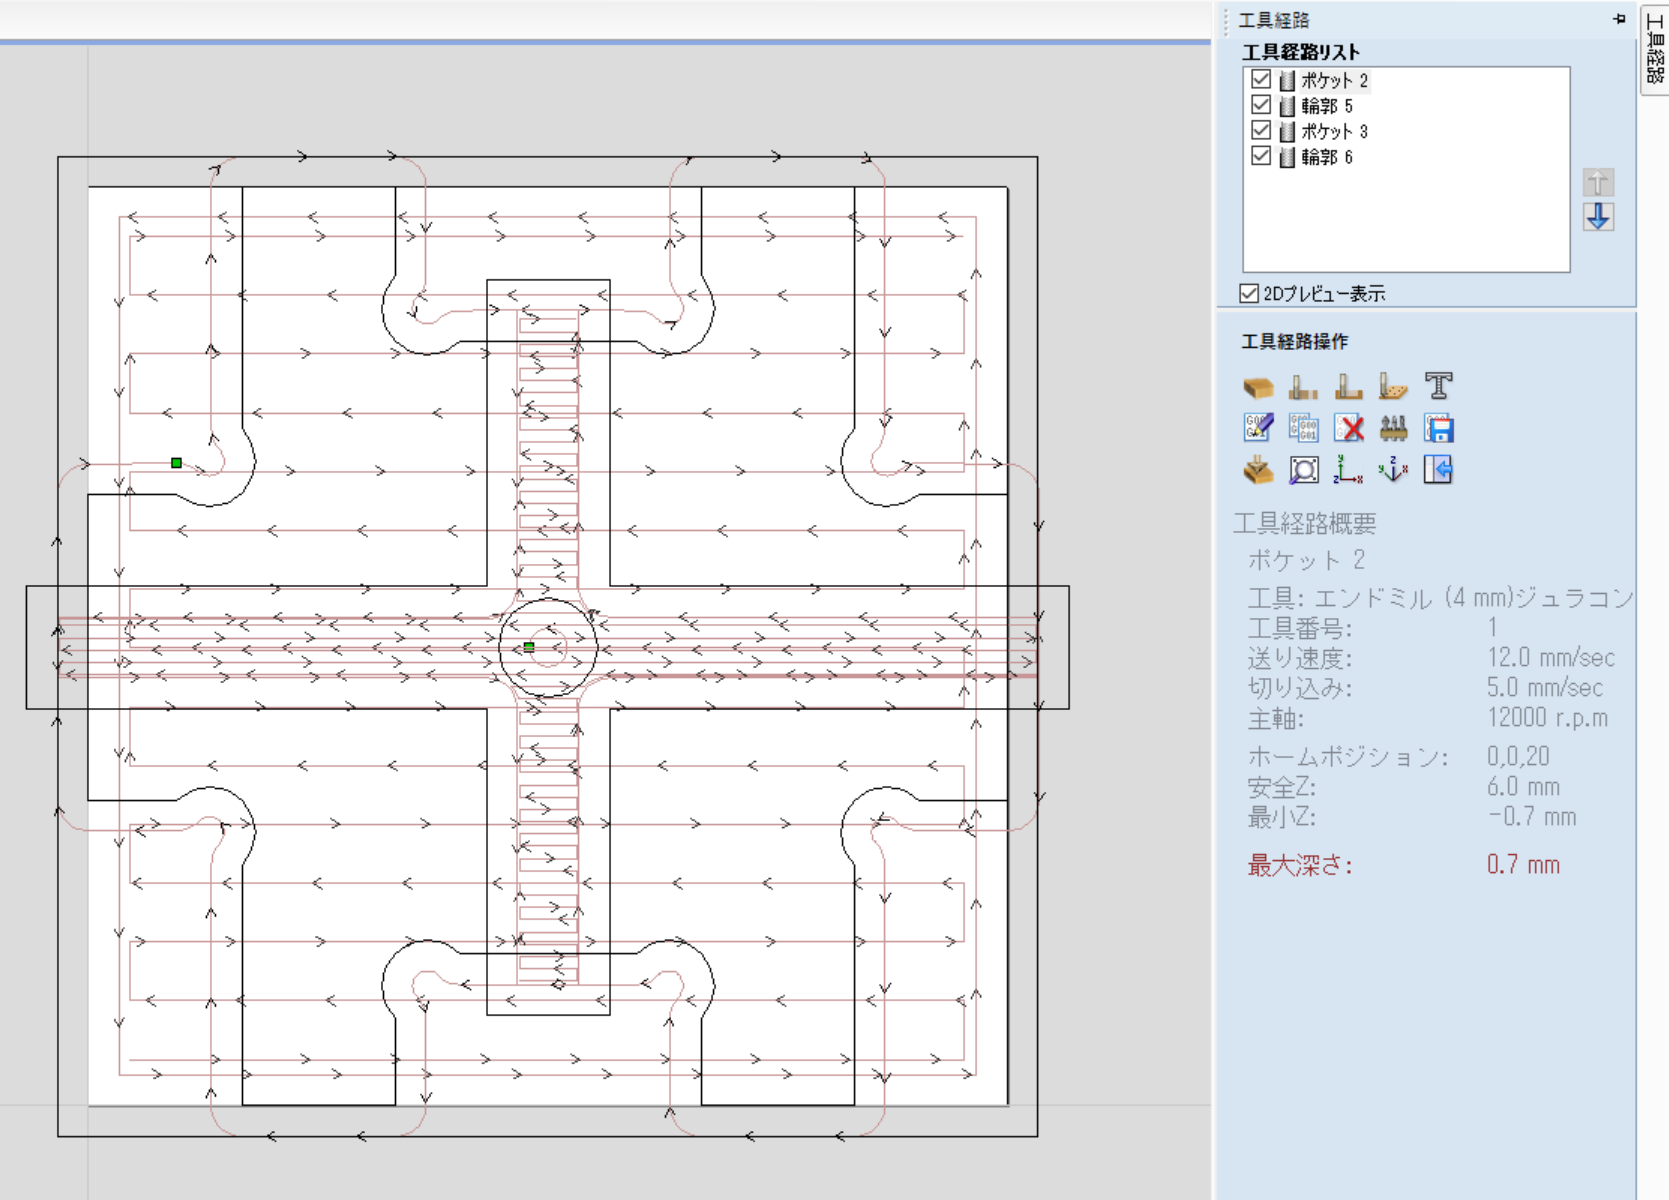 工具経路
工具経路
工具経路リスト
ポケット 2
輪郭 5
ポケット 3
輪郭 6
2Dプレビュー表示
工具経路操作
工具経路概要
ポケット 2
工具: エンドミル (4 mm)ジュラコン
工具番号: 1
送り速度: 12.0 mm/sec
切り込み: 5.0 mm/sec
主軸: 12000 r.p.m
ホームポジション: 0,0,20
安全Z: 6.0 mm
最小Z: -0.7 mm
最大深さ: 0.7 mm